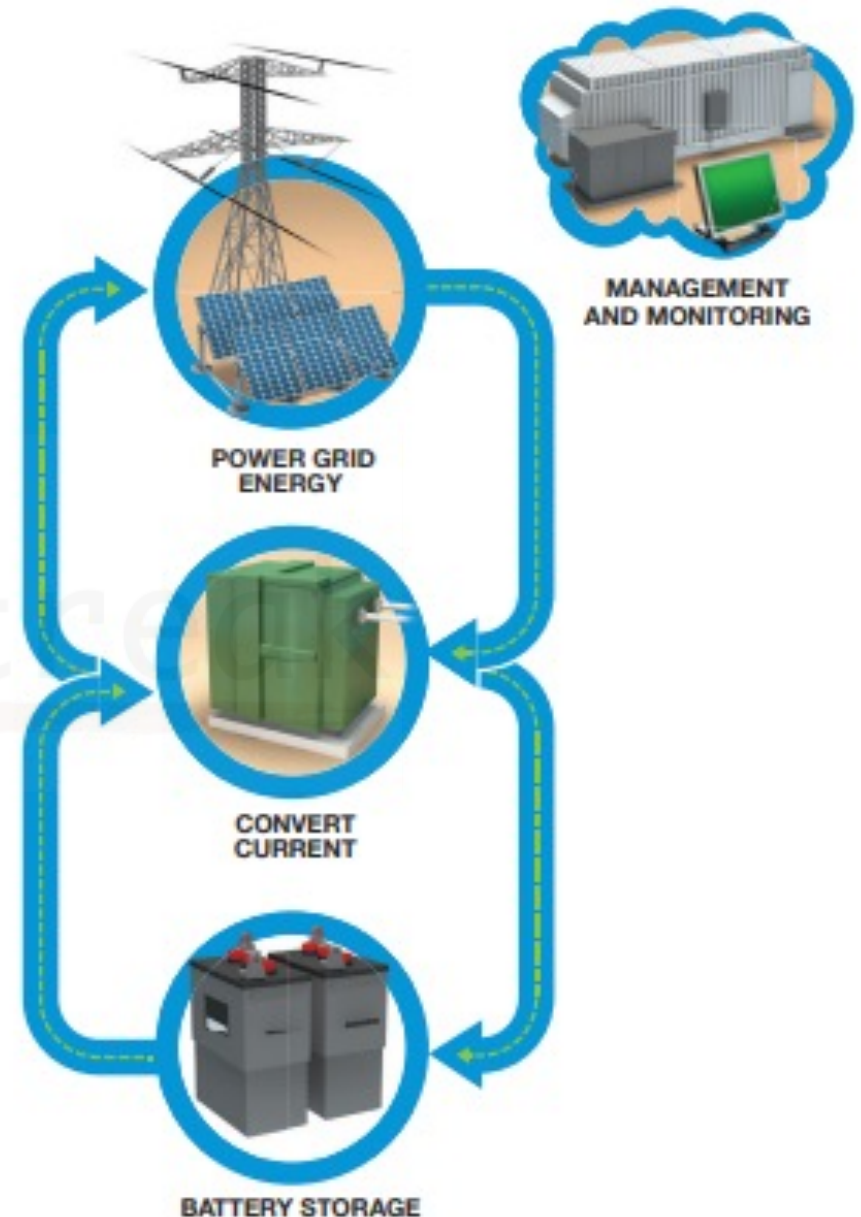 MANAGEMENT
AND MONITORING
POWER GRID
ENERGY
CONVERT
CURRENT
BATTERY STORAGE